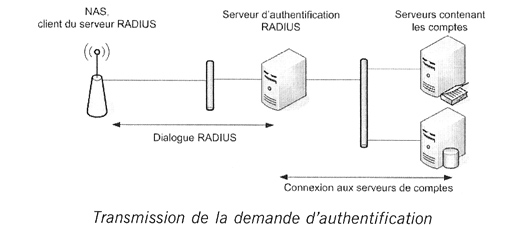 NAS,
client du serveur RADIUS
Serveur d'authentification
RADIUS
Serveurs contenant
les comptes
Dialogue RADIUS
Connexion aux serveurs de comptes
Transmission de la demande d'authentification